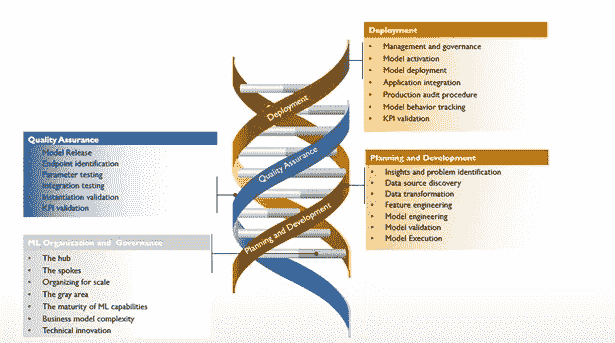 Deployment
Management and governance
Model activation
Model deployment
Application integration
Production audit procedure
Model behavior tracking
KPI validation
Deployment
Quality Assurance
Model Release
Endpoint identification
Parameter testing
Integration testing
Instantiation validation
KPI validation
Quality Assurance
Planning and Development
Insights and problem identification
Data source discovery
Data transformation
Feature engineering
Model engineering
Model validation
Model Execution
Planning and Development
ML Organization and Governance
The hub
The spokes
Organizing for scale
The gray area
The maturity of ML capabilities
Business model complexity
Technical innovation